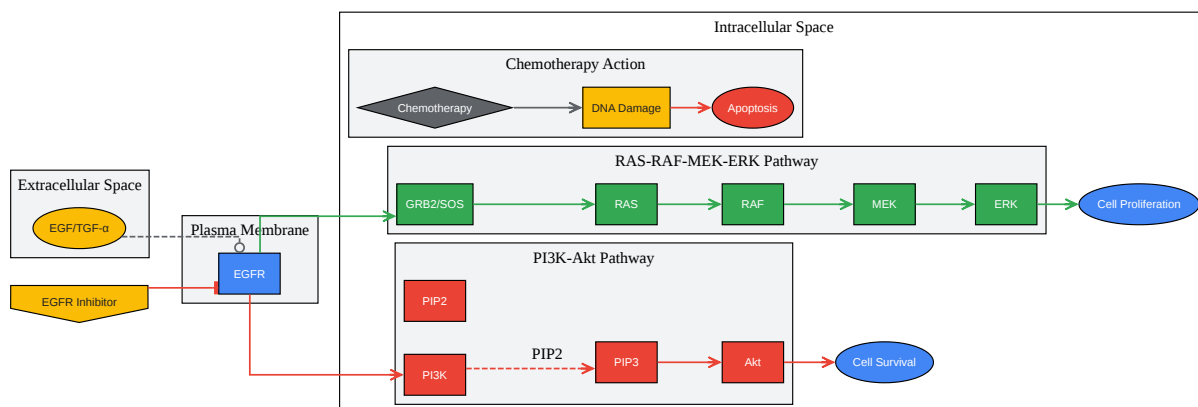 Intracellular Space
Chemotherapy Action
Chemotherapy
DNA Damage
Apoptosis
RAS-RAF-MEK-ERK Pathway
GRB2/SOS
RAS
RAF
MEK
ERK
Cell Proliferation
Extracellular Space
EGF/TGF-α
Plasma Membrane
EGFR
EGFR Inhibitor
PI3K-Akt Pathway
PIP2
PI3K
PIP2
PIP3
Akt
Cell Survival